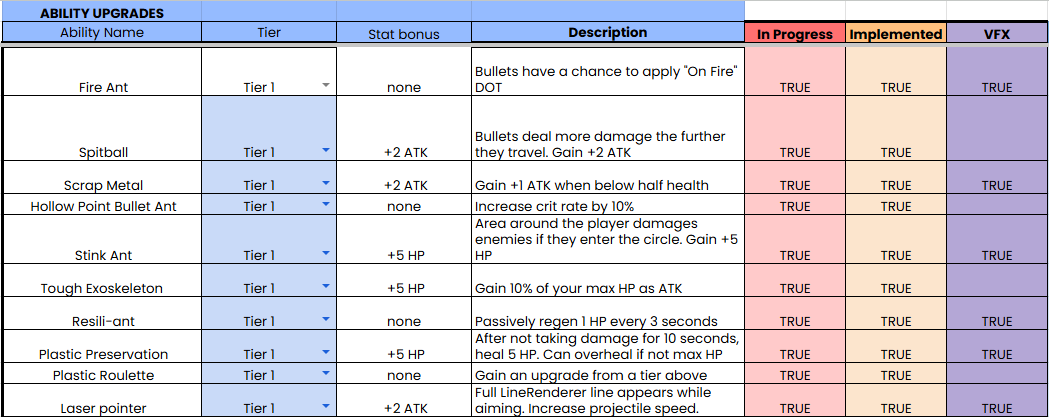 ABILITY UPGRADES
Ability Name Tier Stat bonus Description In Progress Implemented VFX
Bullets have a chance to apply "On Fire"
Fire Ant Tier 1 none DOT TRUE TRUE TRUE
Bullets deal more damage the further
Spitball Tier 1 +2 ATK they travel. Gain +2 ATK TRUE TRUE
Scrap Metal Tier 1 +2 ATK Gain +1 ATK when below half health TRUE TRUE TRUE
Hollow Point Bullet Ant Tier 1 none Increase crit rate by 10% TRUE TRUE
Area around the player damages
enemies if they enter the circle. Gain +5
Stink Ant Tier 1 +5 HP HP TRUE TRUE TRUE
Tough Exoskeleton Tier 1 +5 HP Gain 10% of your max HP as ATK TRUE TRUE
Resili-ant Tier 1 none Passively regen 1 HP every 3 seconds TRUE TRUE TRUE
After not taking damage for 10 seconds,
Plastic Preservation Tier 1 +5 HP heal 5 HP. Can overheal if not max HP TRUE TRUE TRUE
Plastic Roulette Tier 1 none Gain an upgrade from a tier above TRUE TRUE
Full LineRenderer line appears while
Laser pointer Tier 1 +2 ATK aiming. Increase projectile speed. TRUE TRUE TRUE